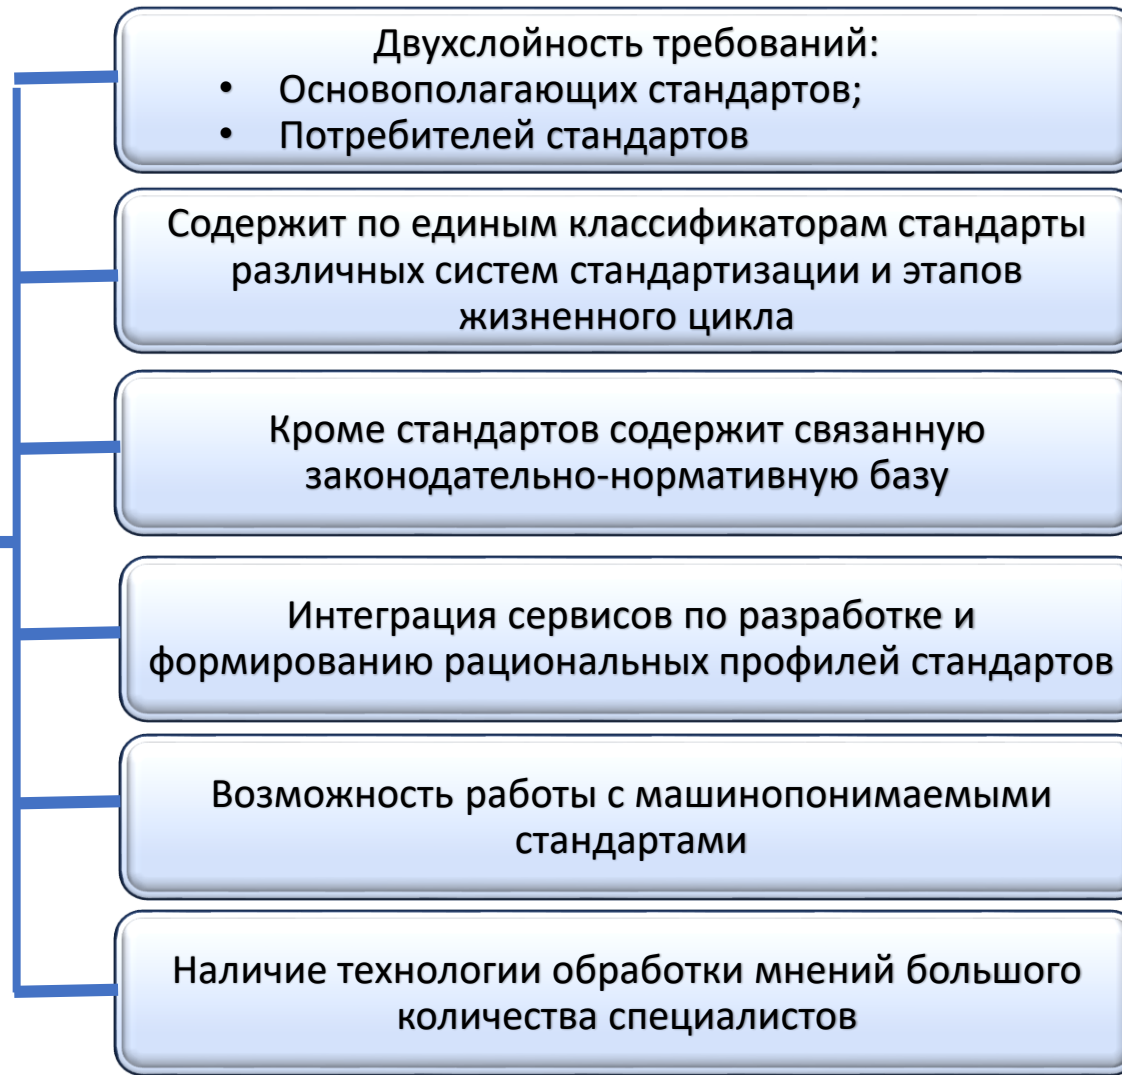 Двухслойность требований:
• Основополагающих стандартов;
• Потребителей стандартов
Содержит по единым классификаторам стандарты
различных систем стандартизации и этапов
жизненного цикла
Кроме стандартов содержит связанную
законодательно-нормативную базу
Интеграция сервисов по разработке и
формированию рациональных профилей стандартов
Возможность работы с машинопонимаемыми
стандартами
Наличие технологии обработки мнений большого
количества специалистов